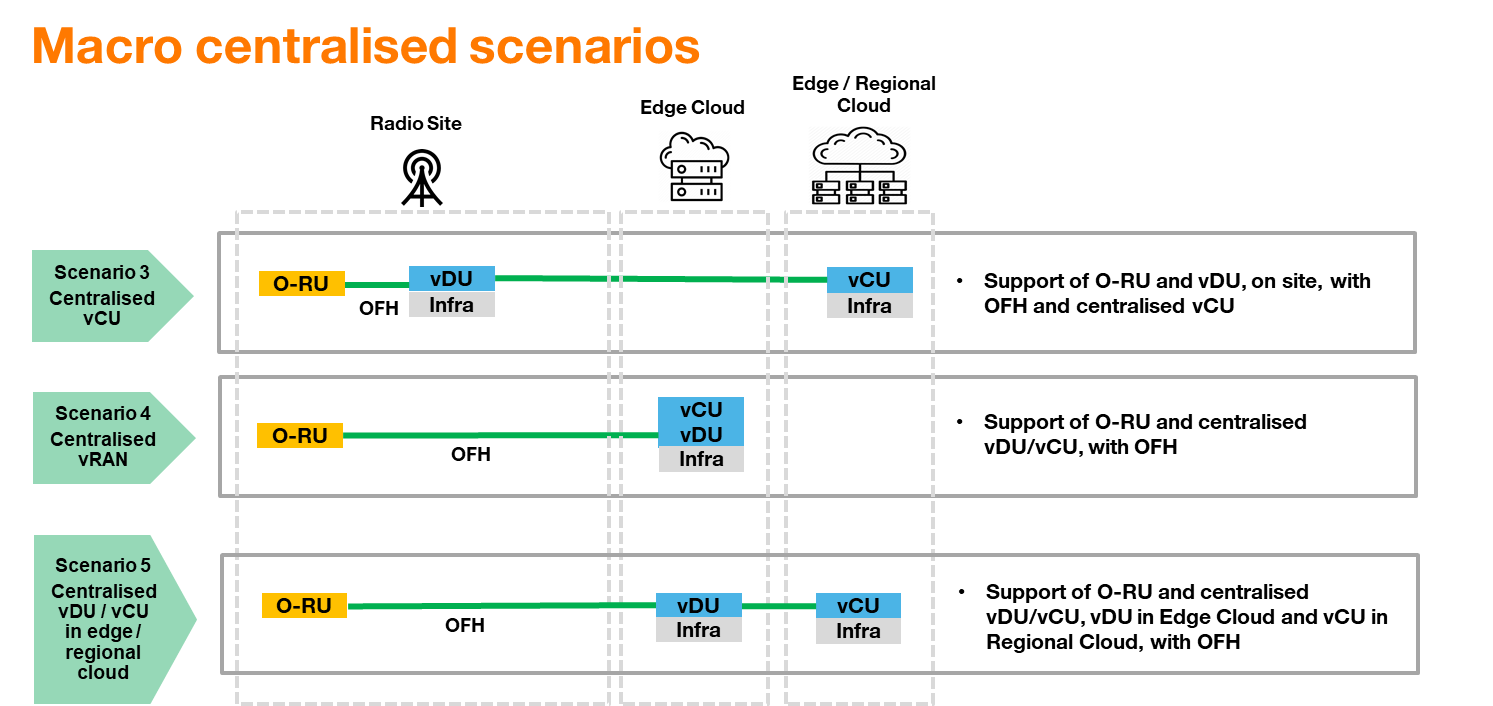 Macro centralised scenarios
Radio Site
Edge Cloud
Edge / Regional
Cloud
Scenario 3
Centralised
vCU
O-RU
OFH
vDU
Infra
vCU
Infra
• Support of O-RU and vDU, on site, with
OFH and centralised vCU
Scenario 4
Centralised
vRAN
O-RU
OFH
vCU
vDU
Infra
• Support of O-RU and centralised
vDU/vCU, with OFH
Scenario 5
Centralised
vDU / vCU
in edge /
regional
cloud
O-RU
OFH
vDU
Infra
vCU
Infra
• Support of O-RU and centralised
vDU/vCU, vDU in Edge Cloud and vCU in
Regional Cloud, with OFH